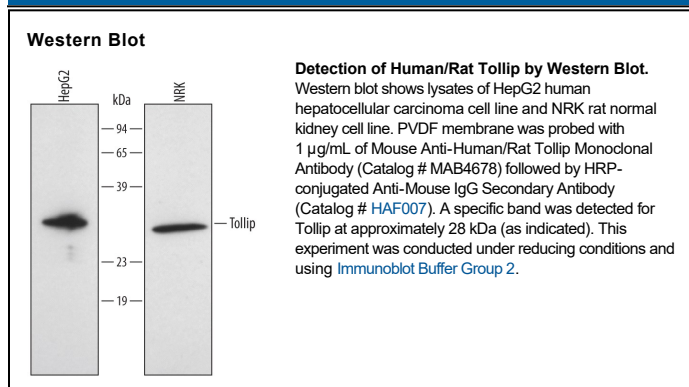 Western Blot
HepG2
kDa
NRK
94
65
39
Tollip
23
19
Detection of Human/Rat Tollip by Western Blot.
Western blot shows lysates of HepG2 human
hepatocellular carcinoma cell line and NRK rat normal
kidney cell line. PVDF membrane was probed with
1 µg/mL of Mouse Anti-Human/Rat Tollip Monoclonal
Antibody (Catalog # MAB4678) followed by HRP-
conjugated Anti-Mouse IgG Secondary Antibody
(Catalog # HAF007). A specific band was detected for
Tollip at approximately 28 kDa (as indicated). This
experiment was conducted under reducing conditions and
using Immunoblot Buffer Group 2.